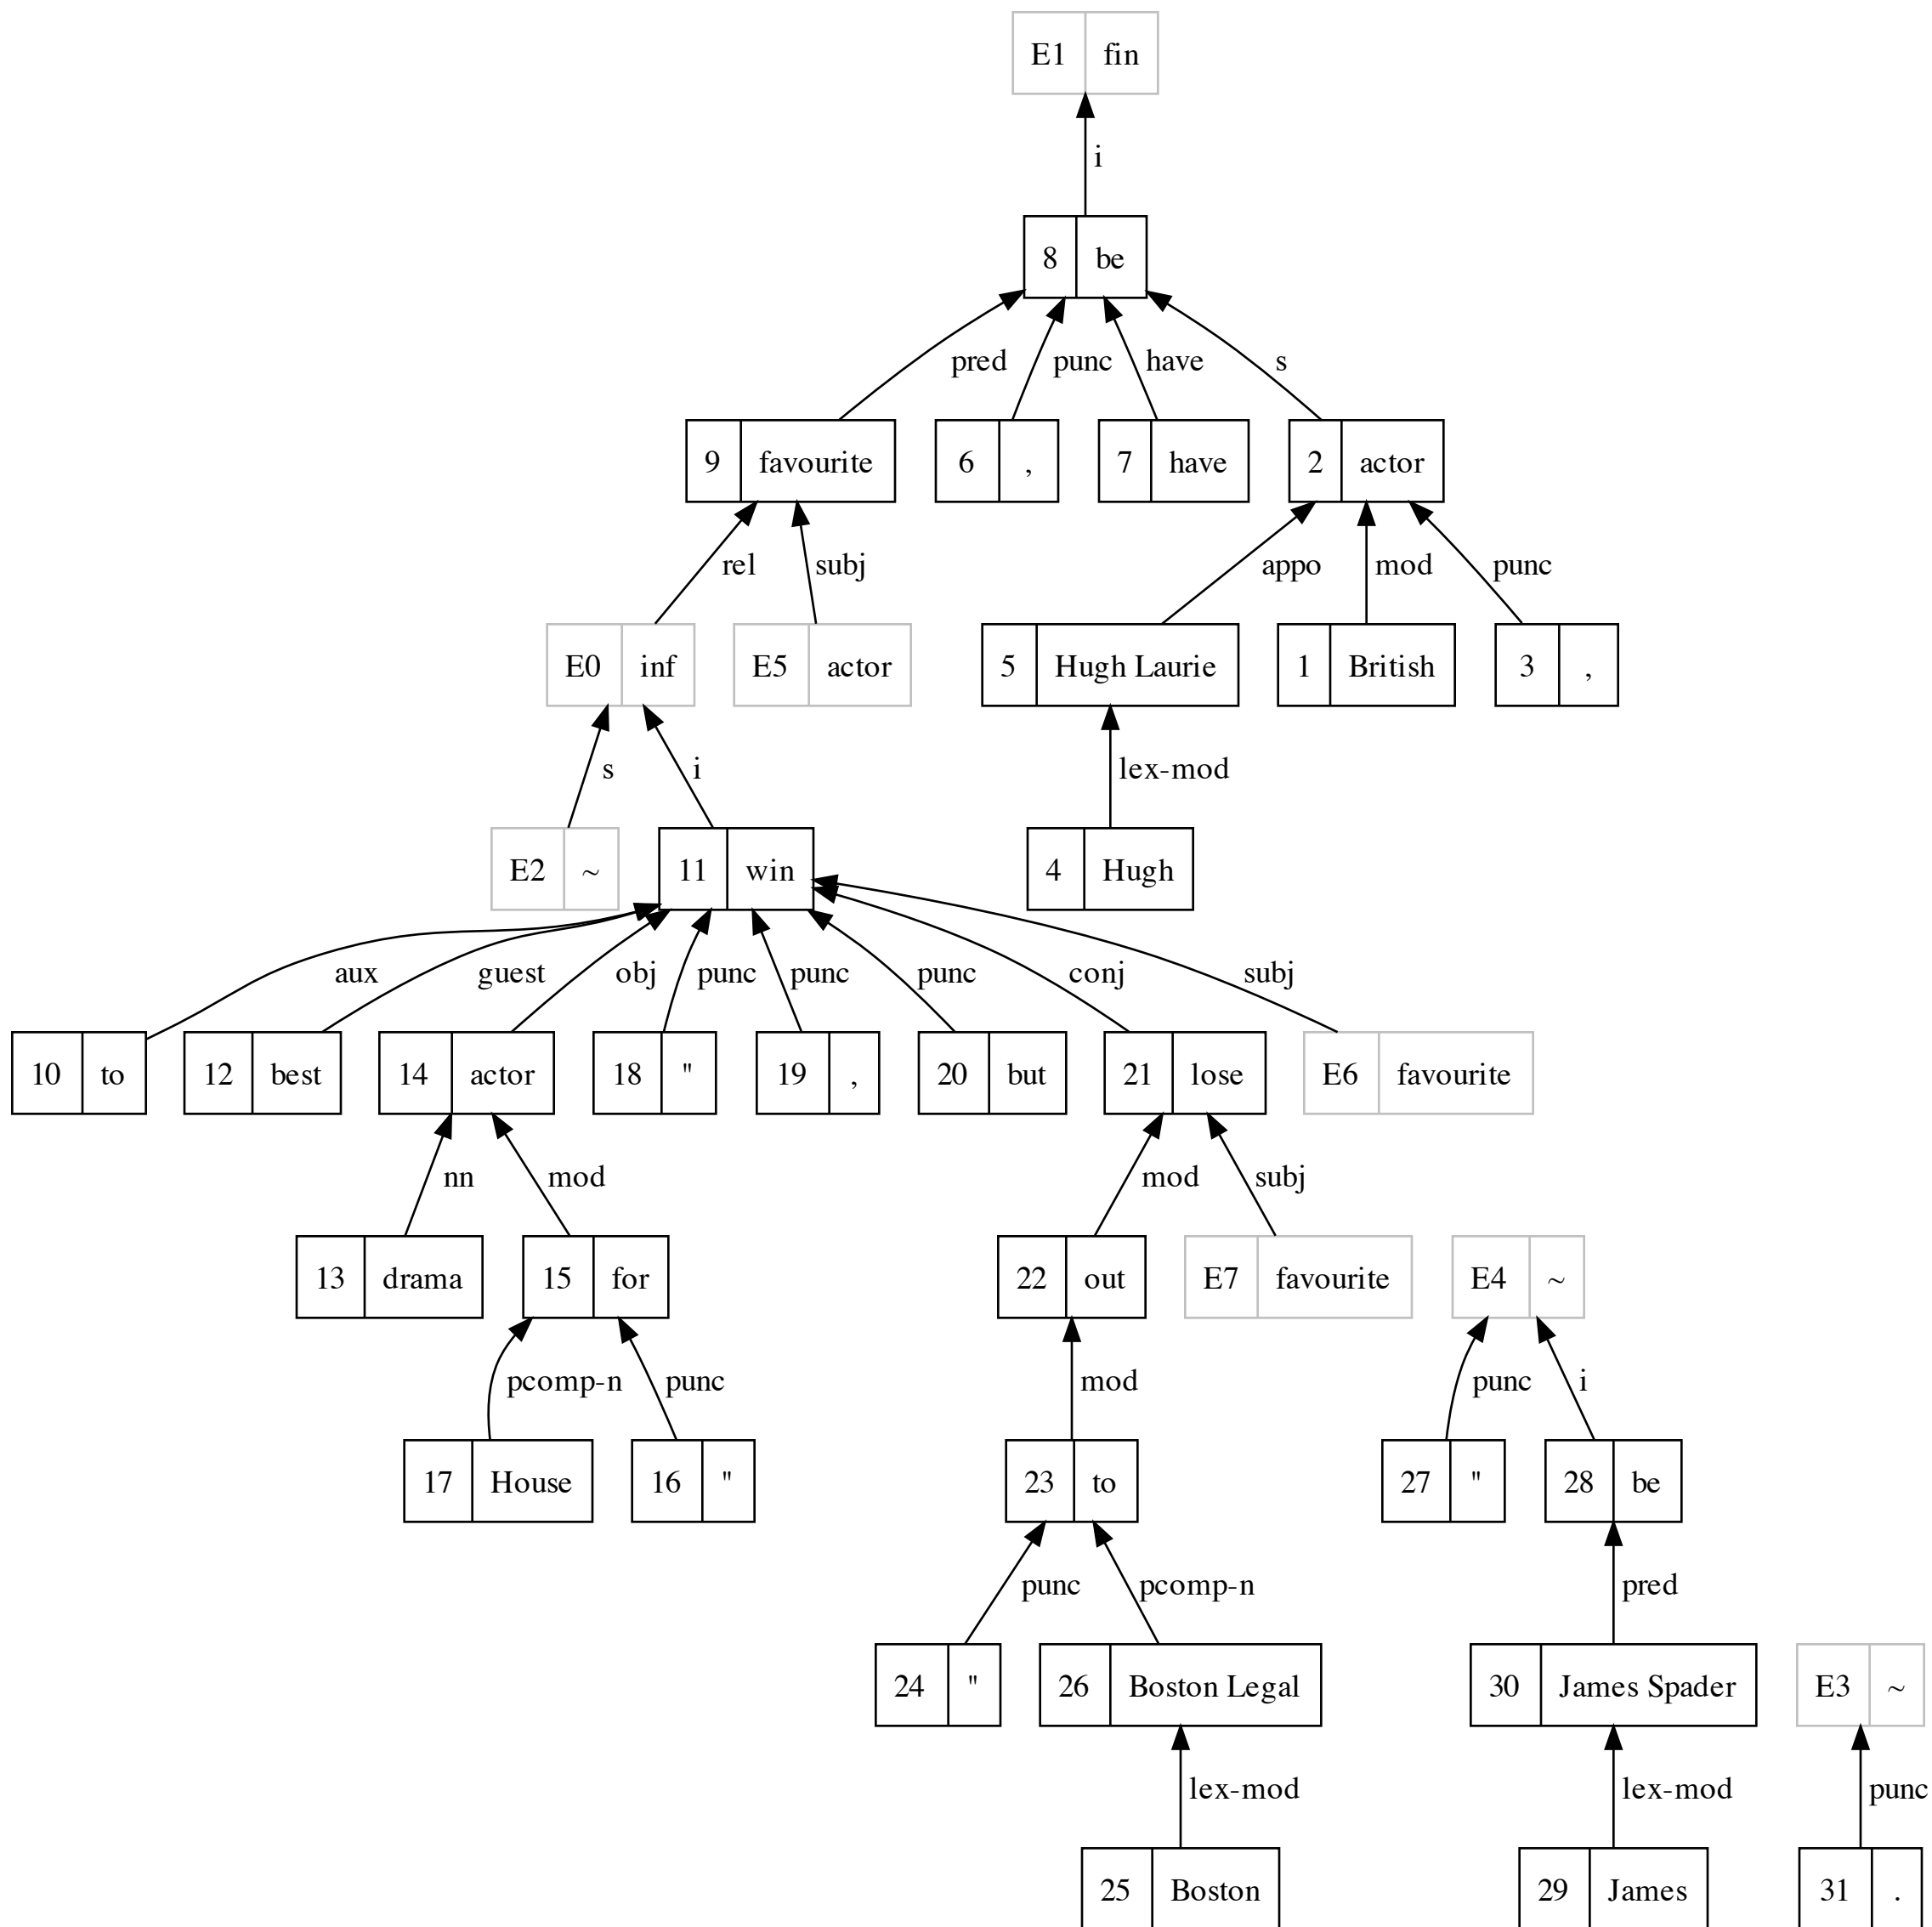 E1 fin
i
8 be
pred punc have s
9 favourite 6 , 7 have 2 actor
rel subj appo mod punc
E0 inf E5 actor 5 Hugh Laurie 1 British 3 ,
s i lex-mod
E2 ~ 11 win 4 Hugh
aux guest obj punc punc punc conj subj
10 to 12 best 14 actor 18 " 19 , 20 but 21 lose E6 favourite
nn mod mod subj
13 drama 15 for 22 out E7 favourite E4 ~
pcomp-n punc mod punc i
17 House 16 " 23 to 27 " 28 be
punc pcomp-n pred
24 " 26 Boston Legal 30 James Spader E3 ~
lex-mod lex-mod punc
25 Boston 29 James 31 .